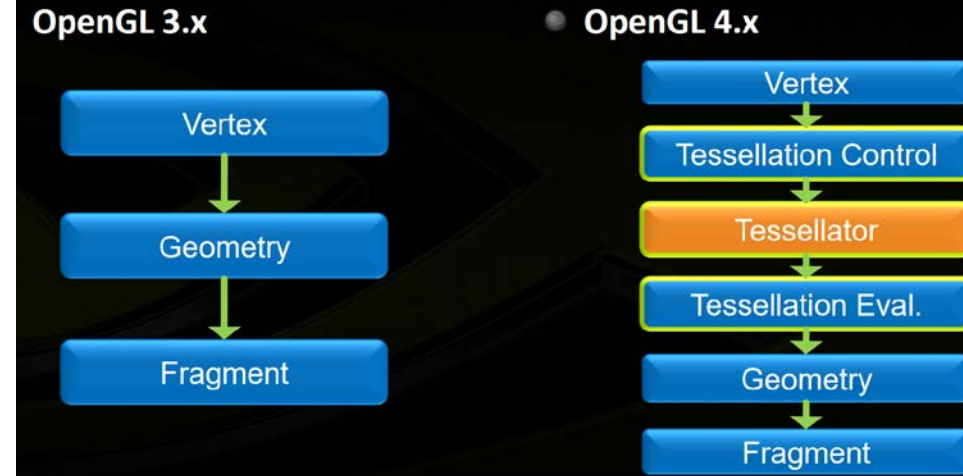 OpenGL 3.x
Vertex
Geometry
Fragment
OpenGL 4.x
Vertex
Tessellation Control
Tessellator
Tessellation Eval.
Geometry
Fragment